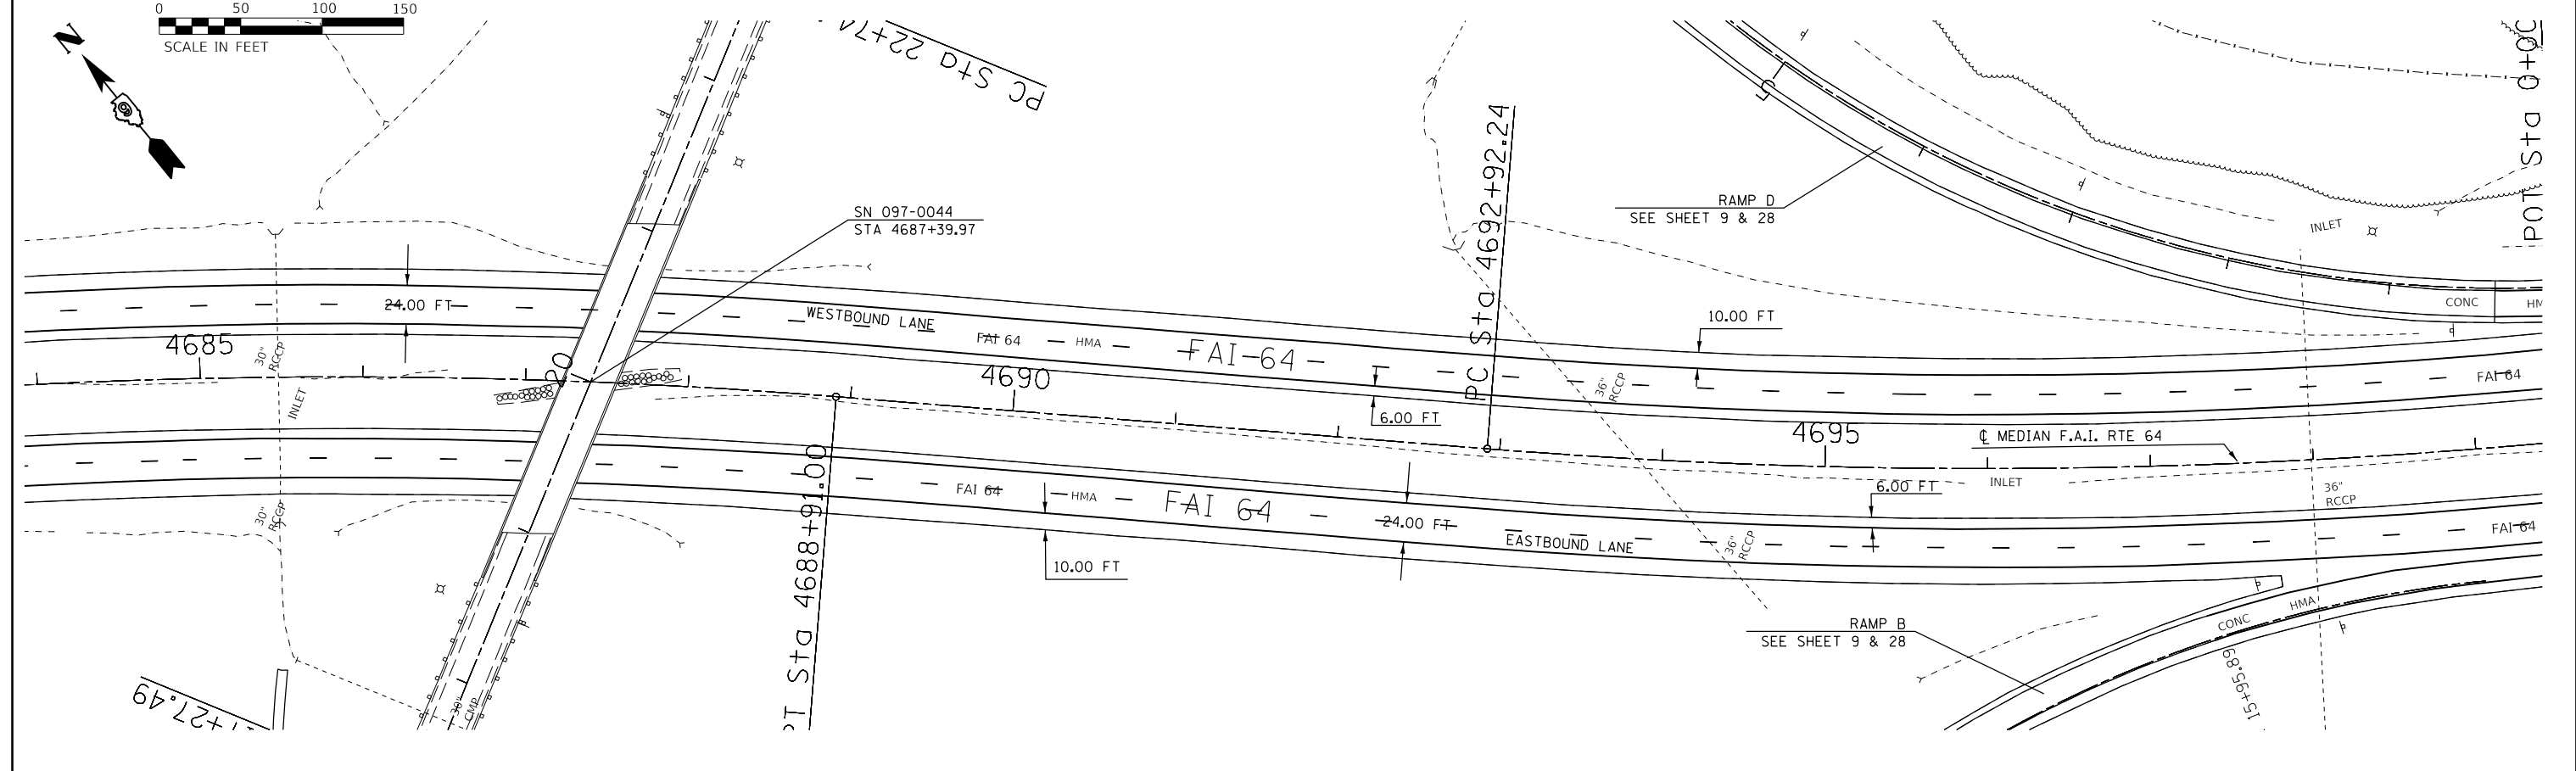 0 50 100 150
SCALE IN FEET
N
PC Sta 22+74
SN 097-0044
STA 4687+39.97
PC Sta 4692+92.24
5
RAMP D
SEE SHEET 9 & 28
INLET
POT Sta 0+00
CONC
HM
24.00 FT
WESTBOUND LANE
FAI 64
HMA
FAI-64
10.00 FT
FAI 64
4685
30"
RCCP
20
4690
6.00 FT
36"
RCCP
4695
℄ MEDIAN F.A.I. RTE 64
INLET
INLET
36"
RCCP
30"
RCCP
PT Sta 4688+91.00
FAI 64
HMA
FAI 64
24.00 FT
6.00 FT
EASTBOUND LANE
36"
RCCP
FAI 64
10.00 FT
RAMP B
SEE SHEET 9 & 28
CONC
HMA
15+95.89
+27.49
30"
CMP